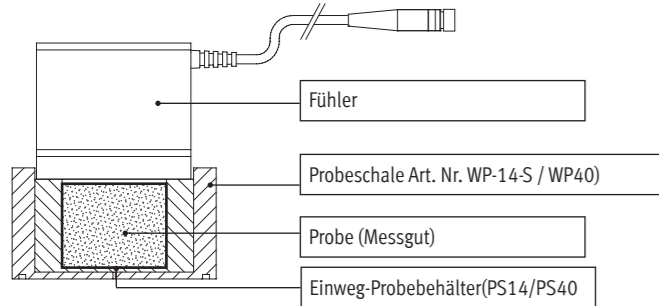 Fühler
Probeschale Art. Nr. WP-14-S / WP40)
Probe (Messgut)
Einweg-Probebehälter(PS14/PS40